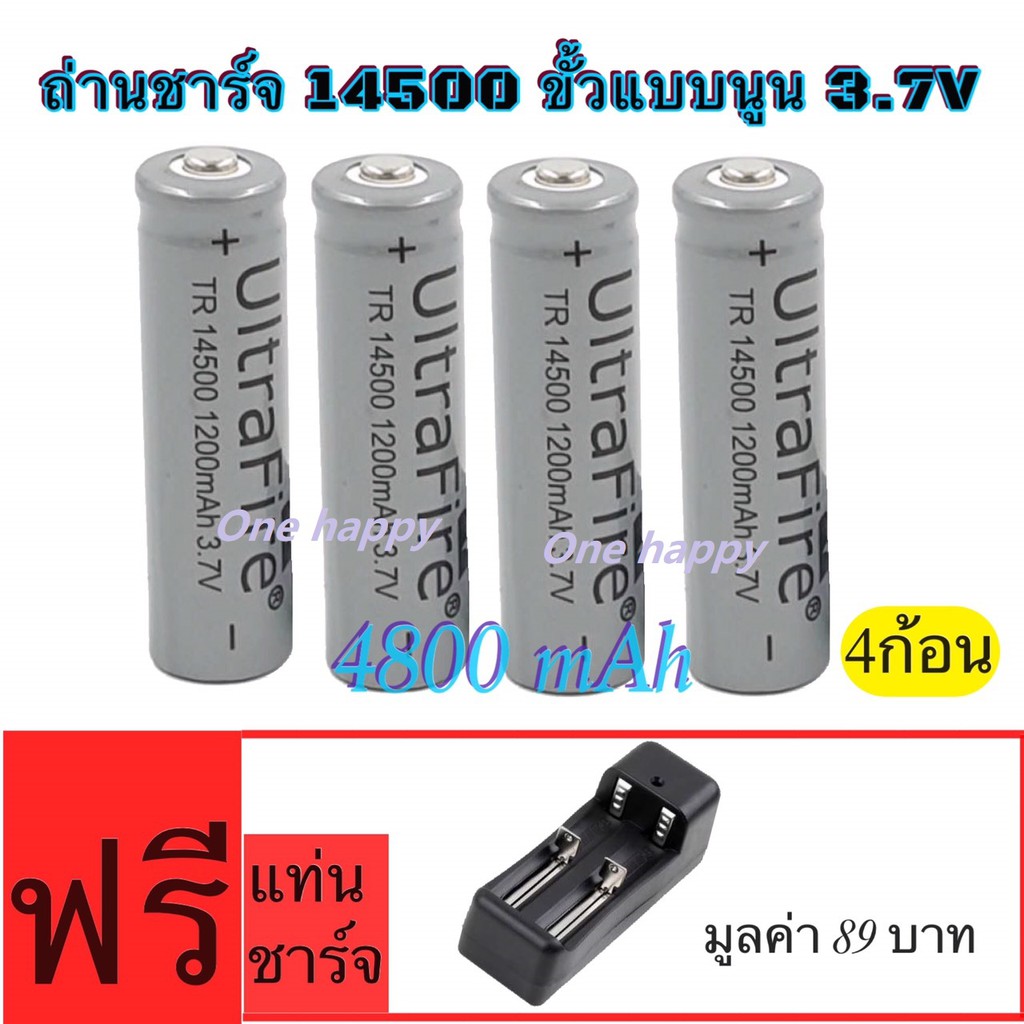 ถ่านชาร์จ 14500 ขั้วแบบนูน 3.7V
+ UltraFire®
TR 14500 1200mAh 3.7V
−
+ UltraFire®
TR 14500 1200mAh 3.7V
−
+ UltraFire®
TR 14500 1200mAh 3.7V
−
+ UltraFire®
TR 14500 1200mAh 3.7V
−
One happy
One happy
4800 mAh
4ก้อน
ฟรี
แท่น
ชาร์จ
มูลค่า 89 บาท